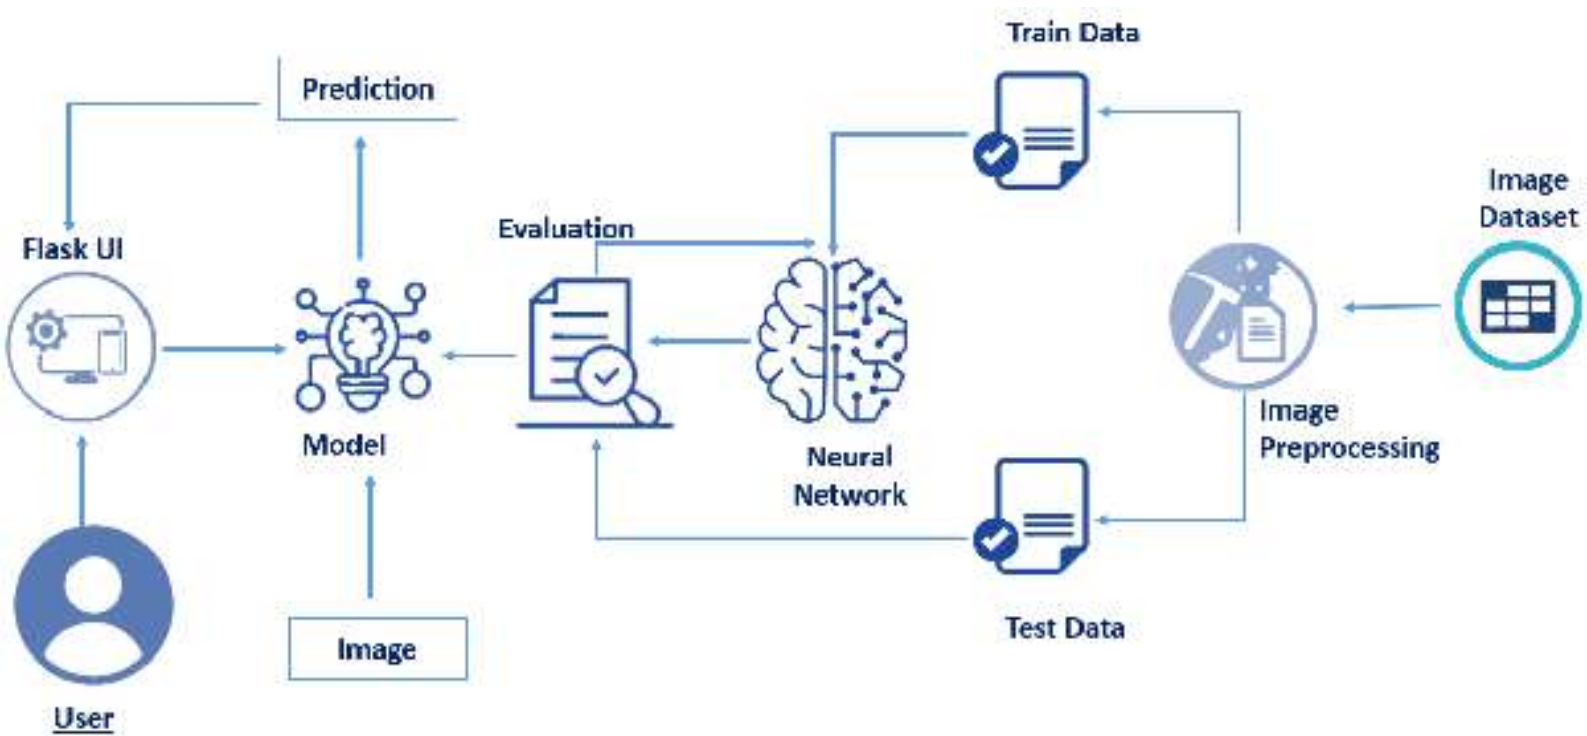 Train Data
Prediction
Image
Dataset
Evaluation
Flask UI
Image
Preprocessing
Model
Neural
Network
Test Data
Image
User